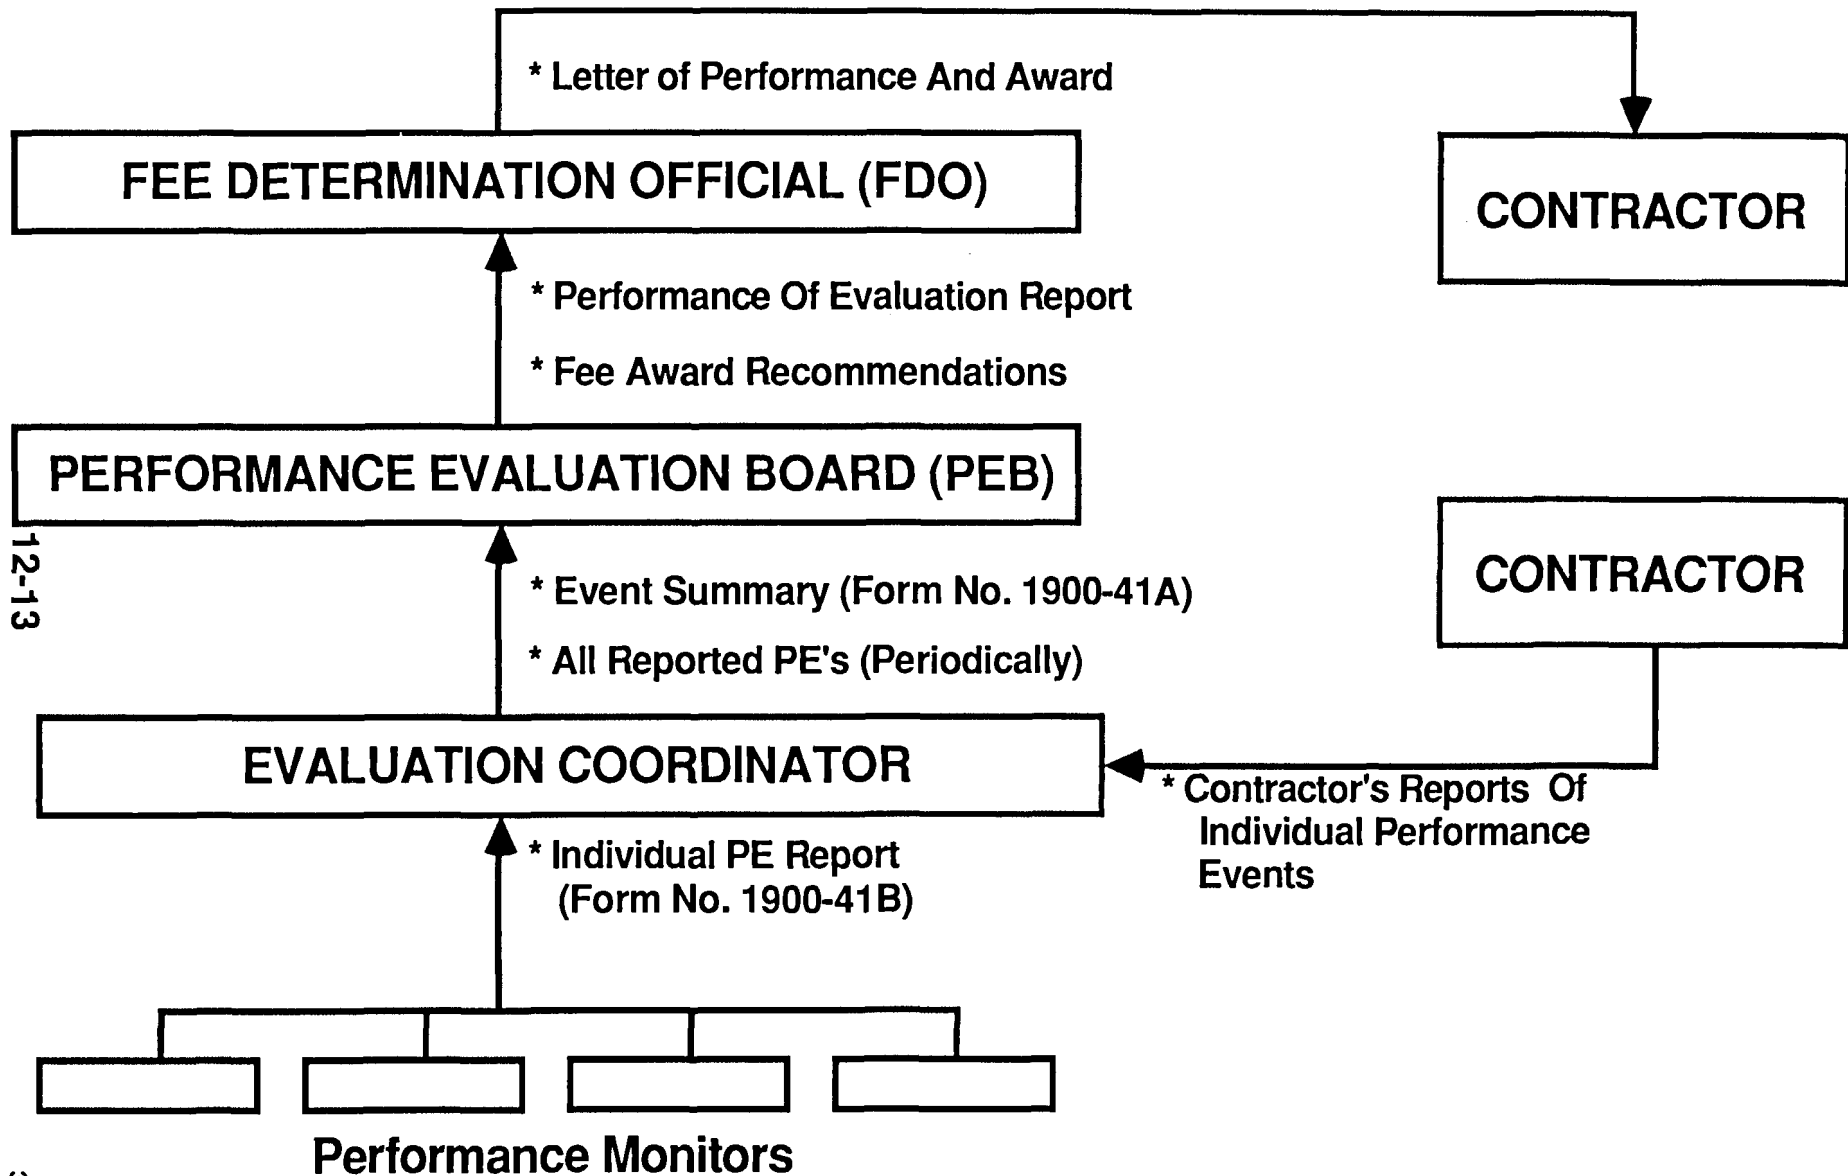 * Letter of Performance And Award
FEE DETERMINATION OFFICIAL (FDO)
CONTRACTOR
* Performance Of Evaluation Report
* Fee Award Recommendations
PERFORMANCE EVALUATION BOARD (PEB)
12-13
* Event Summary (Form No. 1900-41A)
* All Reported PE's (Periodically)
CONTRACTOR
EVALUATION COORDINATOR
* Contractor's Reports Of
Individual Performance
Events
* Individual PE Report
(Form No. 1900-41B)
Performance Monitors